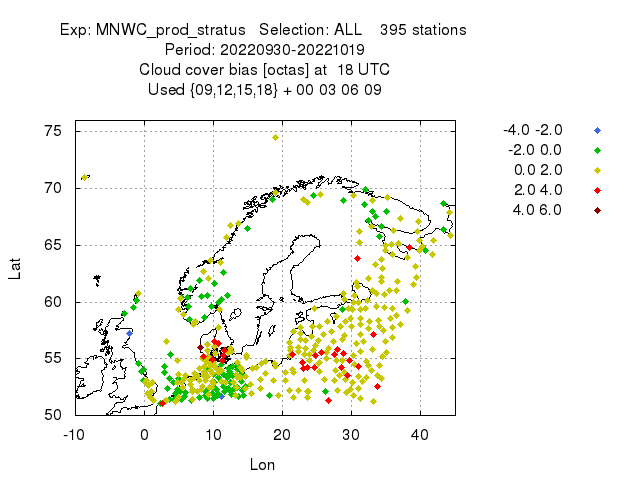 Exp: MNWC_prod_stratus Selection: ALL 395 stations
Period: 20220930-20221019
Cloud cover bias [octas] at 18 UTC
Used {09,12,15,18} + 00 03 06 09
-4.0 -2.0
-2.0 0.0
0.0 2.0
2.0 4.0
4.0 6.0
75
70
65
60
55
50
Lat
-10 0 10 20 30 40
Lon